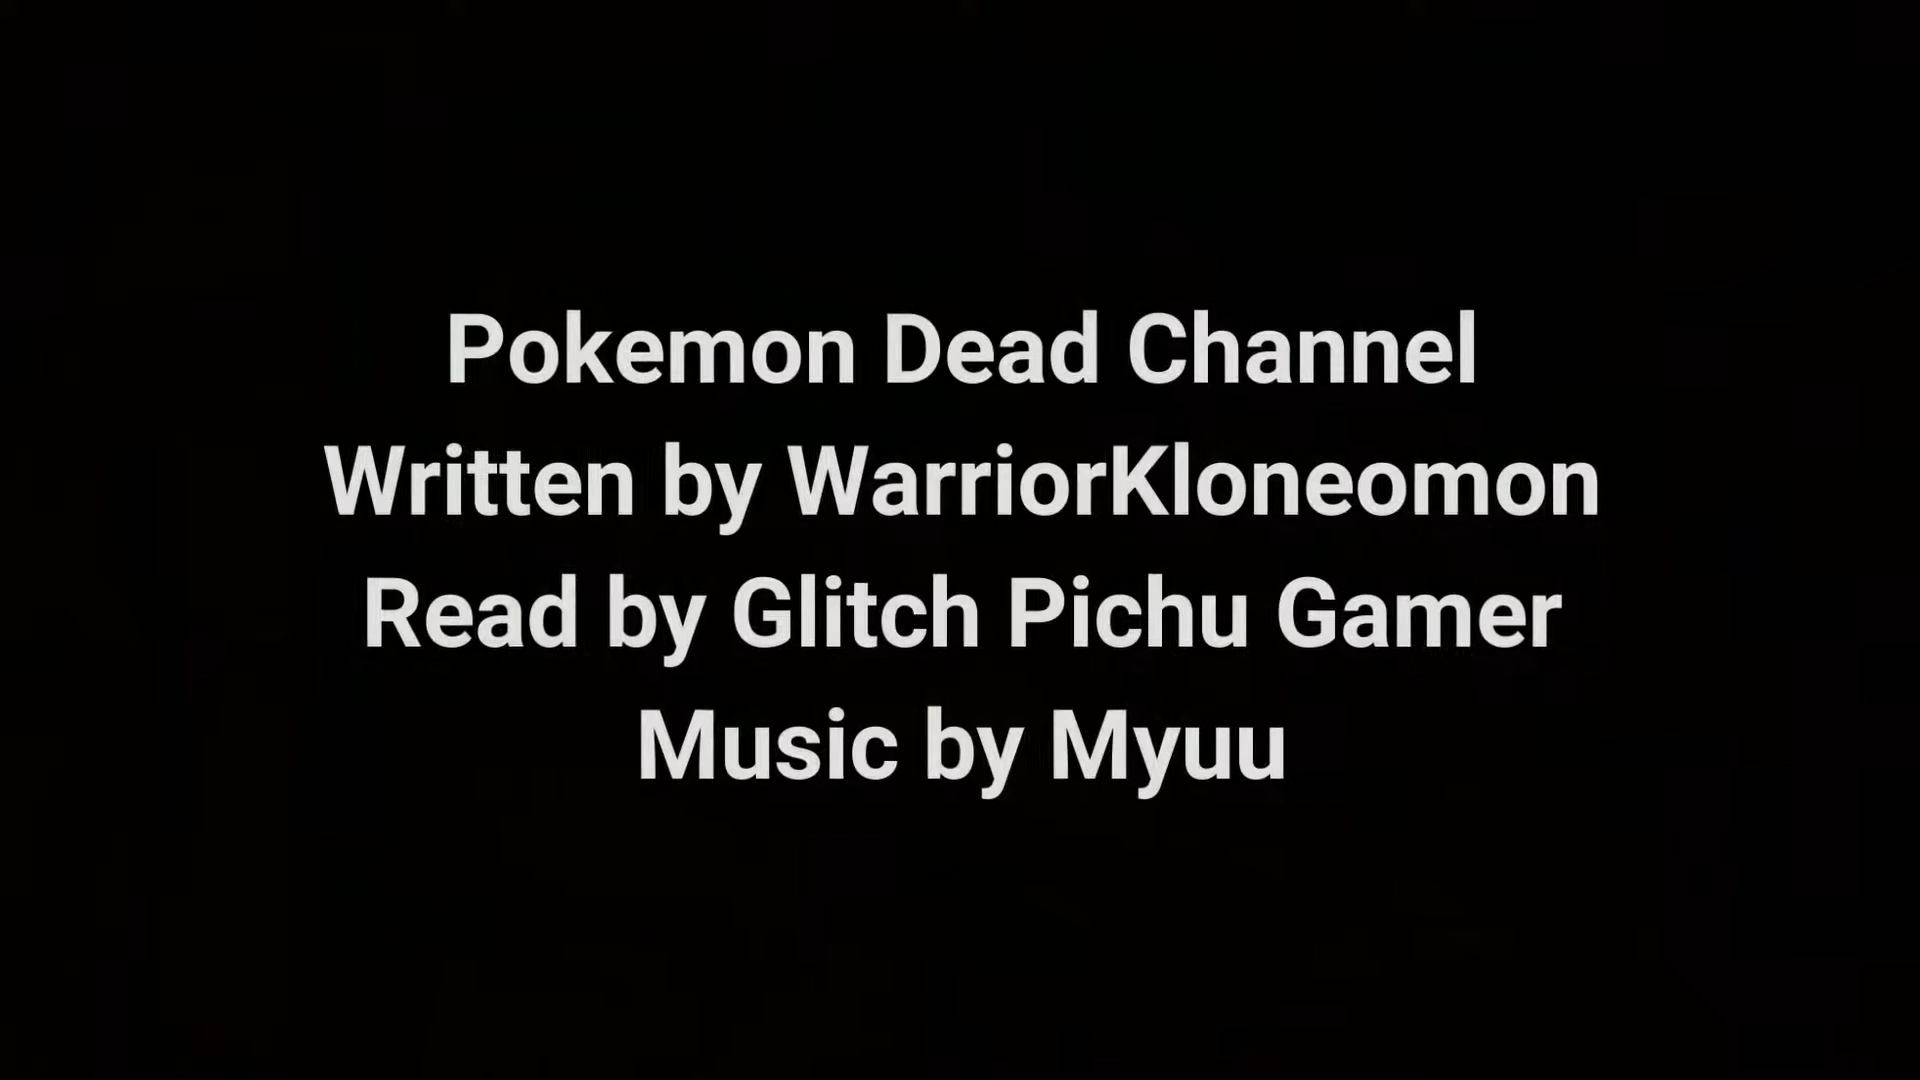 Pokemon Dead Channel
Written by WarriorKloneomon
Read by Glitch Pichu Gamer
Music by Myuu